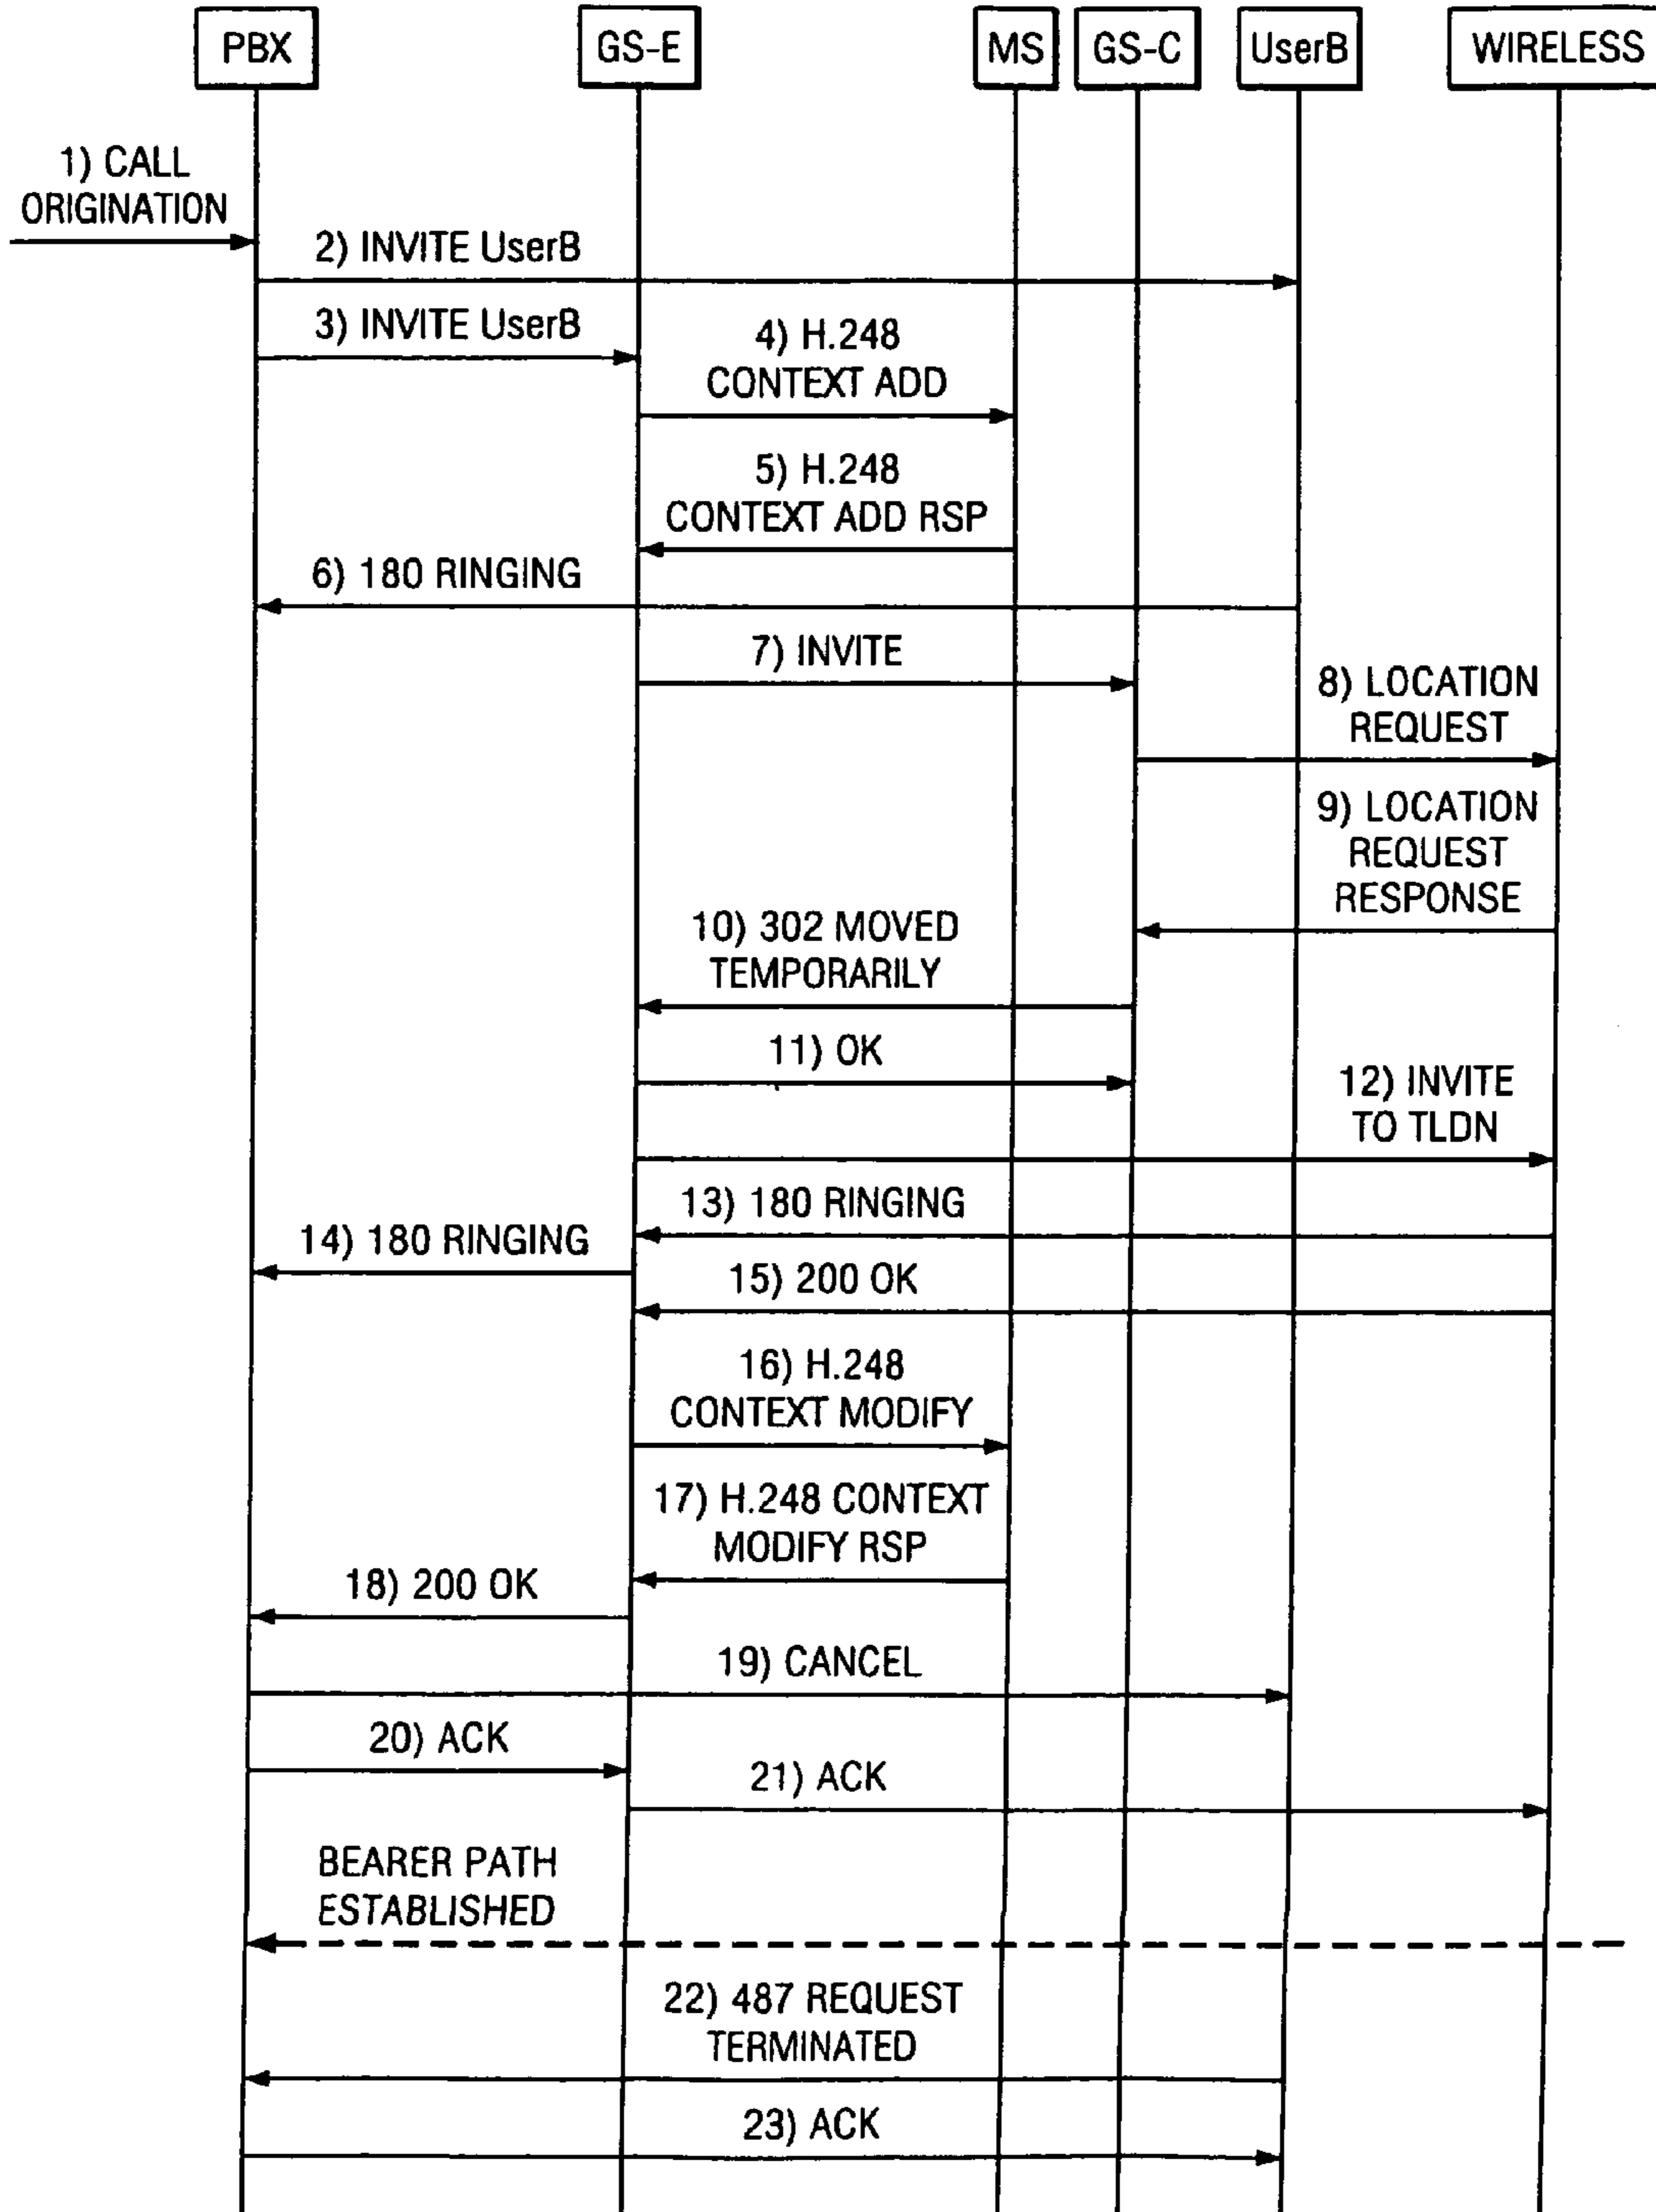 PBX
GS-E
MS
GS-C
UserB
WIRELESS
1) CALL
ORIGINATION
2) INVITE UserB
3) INVITE UserB
4) H.248
CONTEXT ADD
5) H.248
CONTEXT ADD RSP
6) 180 RINGING
7) INVITE
8) LOCATION
REQUEST
9) LOCATION
REQUEST
RESPONSE
10) 302 MOVED
TEMPORARILY
11) OK
12) INVITE
TO TLDN
13) 180 RINGING
14) 180 RINGING
15) 200 OK
16) H.248
CONTEXT MODIFY
17) H.248 CONTEXT
MODIFY RSP
18) 200 OK
19) CANCEL
20) ACK
21) ACK
BEARER PATH
ESTABLISHED
22) 487 REQUEST
TERMINATED
23) ACK